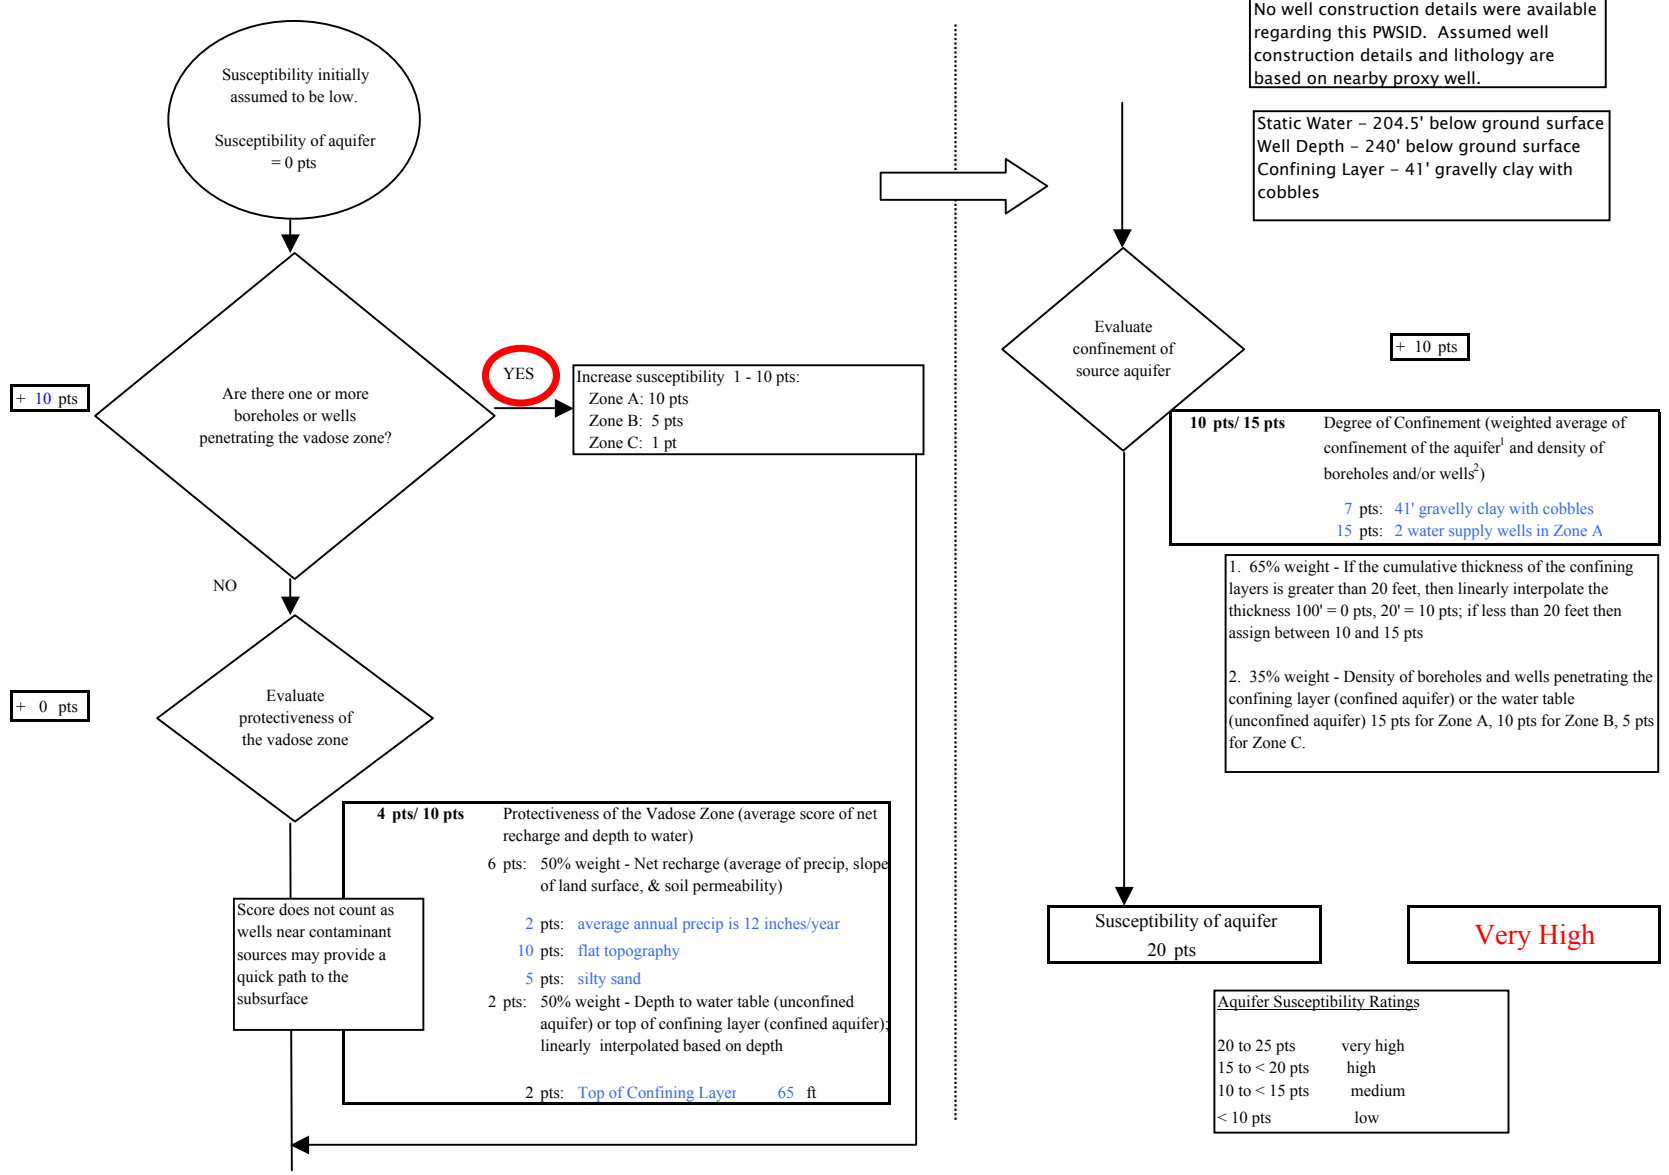 Susceptibility initially
assumed to be low.
Susceptibility of aquifer
= 0 pts
Are there one or more
boreholes or wells
penetrating the vadose zone?
+ 10 pts
YES
Increase susceptibility 1 - 10 pts:
Zone A: 10 pts
Zone B: 5 pts
Zone C: 1 pt
NO
Evaluate
protectiveness of
the vadose zone
+ 0 pts
4 pts/ 10 pts Protectiveness of the Vadose Zone (average score of net
recharge and depth to water)
6 pts: 50% weight - Net recharge (average of precip, slope
of land surface, & soil permeability)
2 pts: average annual precip is 12 inches/year
10 pts: flat topography
5 pts: silty sand
2 pts: 50% weight - Depth to water table (unconfined
aquifer) or top of confining layer (confined aquifer);
linearly interpolated based on depth
2 pts: Top of Confining Layer 65 ft
Score does not count as
wells near contaminant
sources may provide a
quick path to the
subsurface
No well construction details were available
regarding this PWSID. Assumed well
construction details and lithology are
based on nearby proxy well.
Static Water - 204.5' below ground surface
Well Depth - 240' below ground surface
Confining Layer - 41' gravelly clay with
cobbles
Evaluate
confinement of
source aquifer
+ 10 pts
10 pts/ 15 pts Degree of Confinement (weighted average of
confinement of the aquifer1 and density of
boreholes and/or wells2)
7 pts: 41' gravelly clay with cobbles
15 pts: 2 water supply wells in Zone A
1. 65% weight - If the cumulative thickness of the confining
layers is greater than 20 feet, then linearly interpolate the
thickness 100' = 0 pts, 20' = 10 pts; if less than 20 feet then
assign between 10 and 15 pts
2. 35% weight - Density of boreholes and wells penetrating the
confining layer (confined aquifer) or the water table
(unconfined aquifer) 15 pts for Zone A, 10 pts for Zone B, 5 pts
for Zone C.
Susceptibility of aquifer
20 pts
Very High
Aquifer Susceptibility Ratings
20 to 25 pts very high
15 to < 20 pts high
10 to < 15 pts medium
< 10 pts low